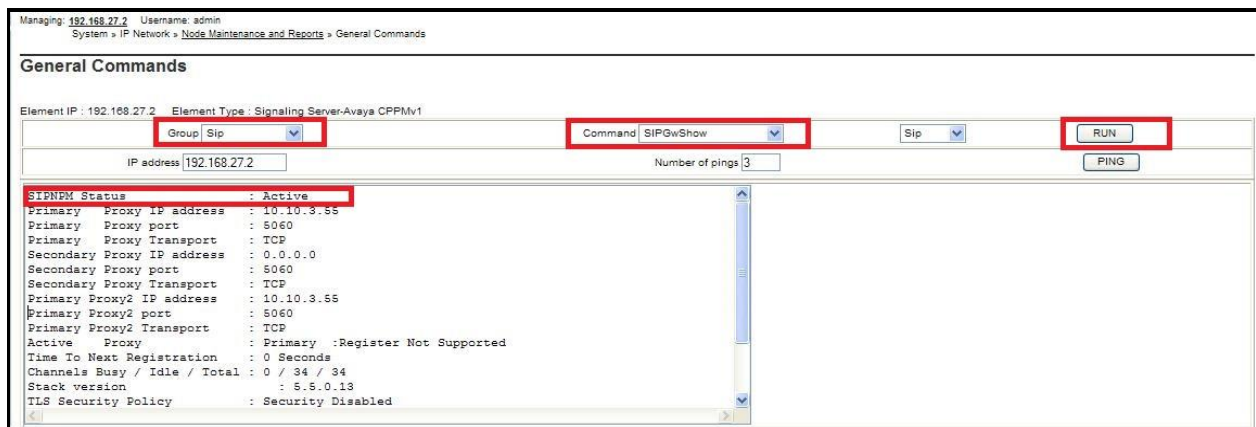 Managing: 192.168.27.2 Username: admin
System » IP Network » Node Maintenance and Reports » General Commands
General Commands
Element IP : 192.168.27.2 Element Type : Signaling Server-Avaya CPPMv1
Group Sip Command SIPGwShow Sip RUN
IP address 192.168.27.2 Number of pings 3 PING
SIPNPM Status : Active
Primary Proxy IP address : 10.10.3.55
Primary Proxy port : 5060
Primary Proxy Transport : TCP
Secondary Proxy IP address : 0.0.0.0
Secondary Proxy port : 5060
Secondary Proxy Transport : TCP
Primary Proxy2 IP address : 10.10.3.55
Primary Proxy2 port : 5060
Primary Proxy2 Transport : TCP
Active Proxy : Primary :Register Not Supported
Time To Next Registration : 0 Seconds
Channels Busy / Idle / Total : 0 / 34 / 34
Stack version : 5.5.0.13
TLS Security Policy : Security Disabled